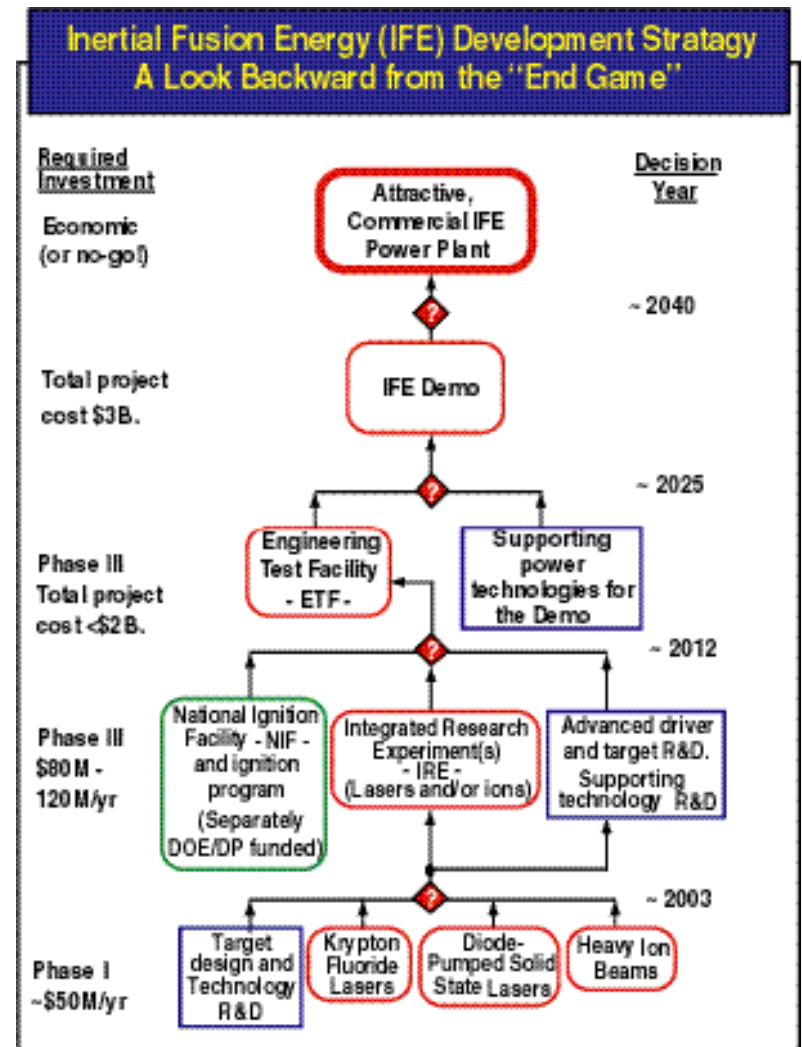 Inertial Fusion Energy (IFE) Development Stratagy
A Look Backward from the "End Game"
Required
Investment
Decision
Year
Economic
(or no-go!)
Attractive,
Commercial IFE
Power Plant
?
~ 2040
Total project
cost $3B.
IFE Demo
?
~ 2025
Phase III
Total project
cost <$2B.
Engineering
Test Facility
- ETF -
Supporting
power
technologies for
the Demo
?
~ 2012
Phase III
$80M -
120M/yr
National Ignition
Facility - NIF -
and ignition
program
(Separately
DOE/DP funded)
Integrated Research
Experiment(s)
- IRE -
(Lasers and/or ions)
Advanced driver
and target R&D.
Supporting
technology R&D
?
~ 2003
Phase I
~$50M/yr
Target
design and
Technology
R&D
Krypton
Fluoride
Lasers
Diode-
Pumped Solid
State Lasers
Heavy Ion
Beams